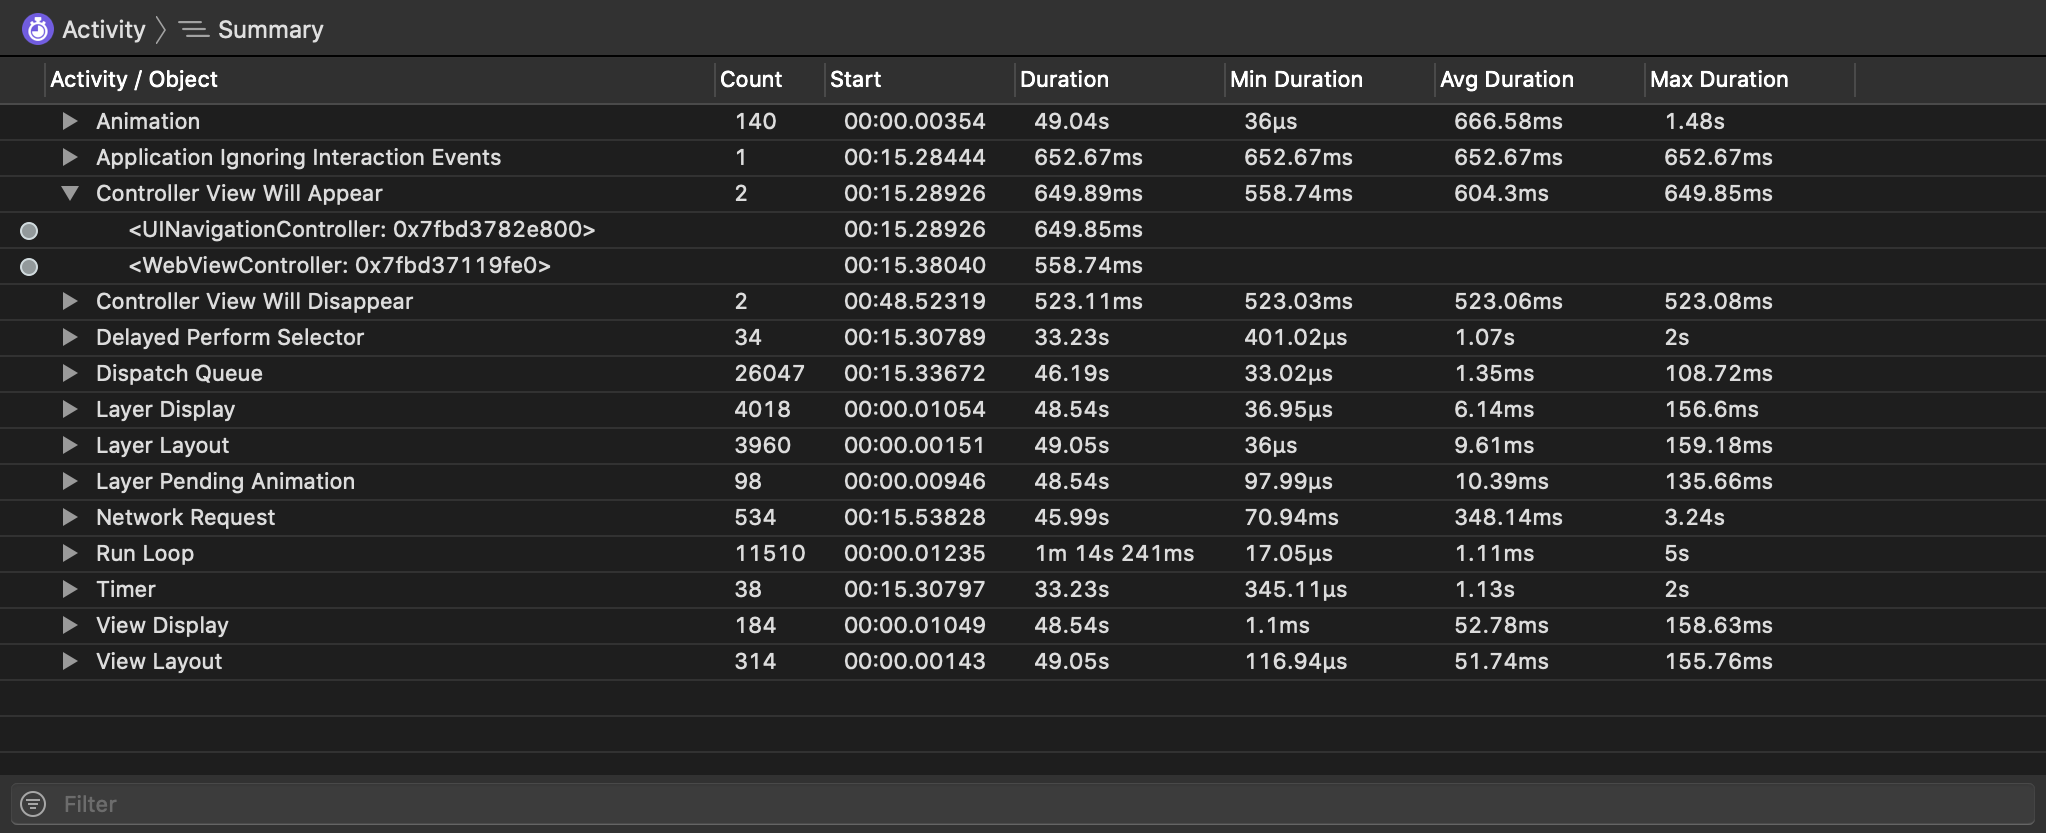 Activity Summary
Activity / Object Count Start Duration Min Duration Avg Duration Max Duration
Animation 140 00:00.00354 49.04s 36µs 666.58ms 1.48s
Application Ignoring Interaction Events 1 00:15.28444 652.67ms 652.67ms 652.67ms 652.67ms
Controller View Will Appear 2 00:15.28926 649.89ms 558.74ms 604.3ms 649.85ms
<UINavigationController: 0x7fbd3782e800> 00:15.28926 649.85ms
<WebViewController: 0x7fbd37119fe0> 00:15.38040 558.74ms
Controller View Will Disappear 2 00:48.52319 523.11ms 523.03ms 523.06ms 523.08ms
Delayed Perform Selector 34 00:15.30789 33.23s 401.02µs 1.07s 2s
Dispatch Queue 26047 00:15.33672 46.19s 33.02µs 1.35ms 108.72ms
Layer Display 4018 00:00.01054 48.54s 36.95µs 6.14ms 156.6ms
Layer Layout 3960 00:00.00151 49.05s 36µs 9.61ms 159.18ms
Layer Pending Animation 98 00:00.00946 48.54s 97.99µs 10.39ms 135.66ms
Network Request 534 00:15.53828 45.99s 70.94ms 348.14ms 3.24s
Run Loop 11510 00:00.01235 1m 14s 241ms 17.05µs 1.11ms 5s
Timer 38 00:15.30797 33.23s 345.11µs 1.13s 2s
View Display 184 00:00.01049 48.54s 1.1ms 52.78ms 158.63ms
View Layout 314 00:00.00143 49.05s 116.94µs 51.74ms 155.76ms
Filter